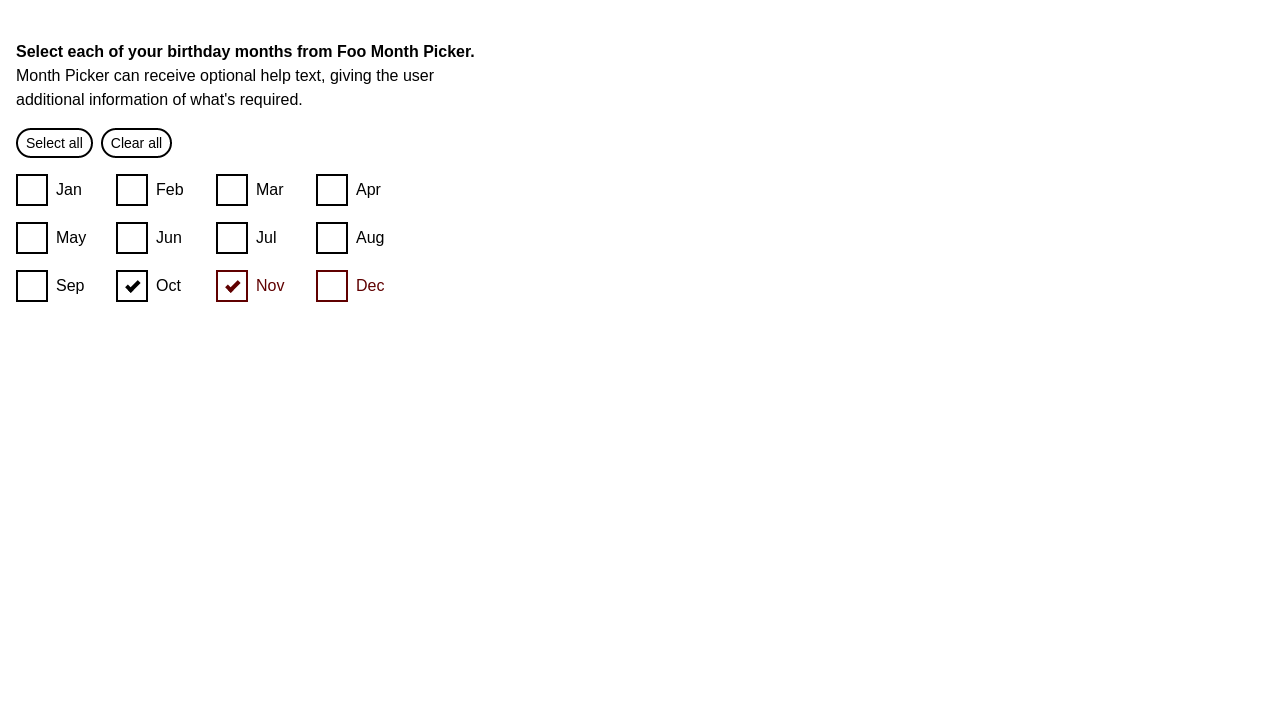 Select each of your birthday months from Foo Month Picker.
Month Picker can receive optional help text, giving the user
additional information of what's required.
Select all Clear all
Jan Feb Mar Apr
May Jun Jul Aug
Sep Oct Nov Dec